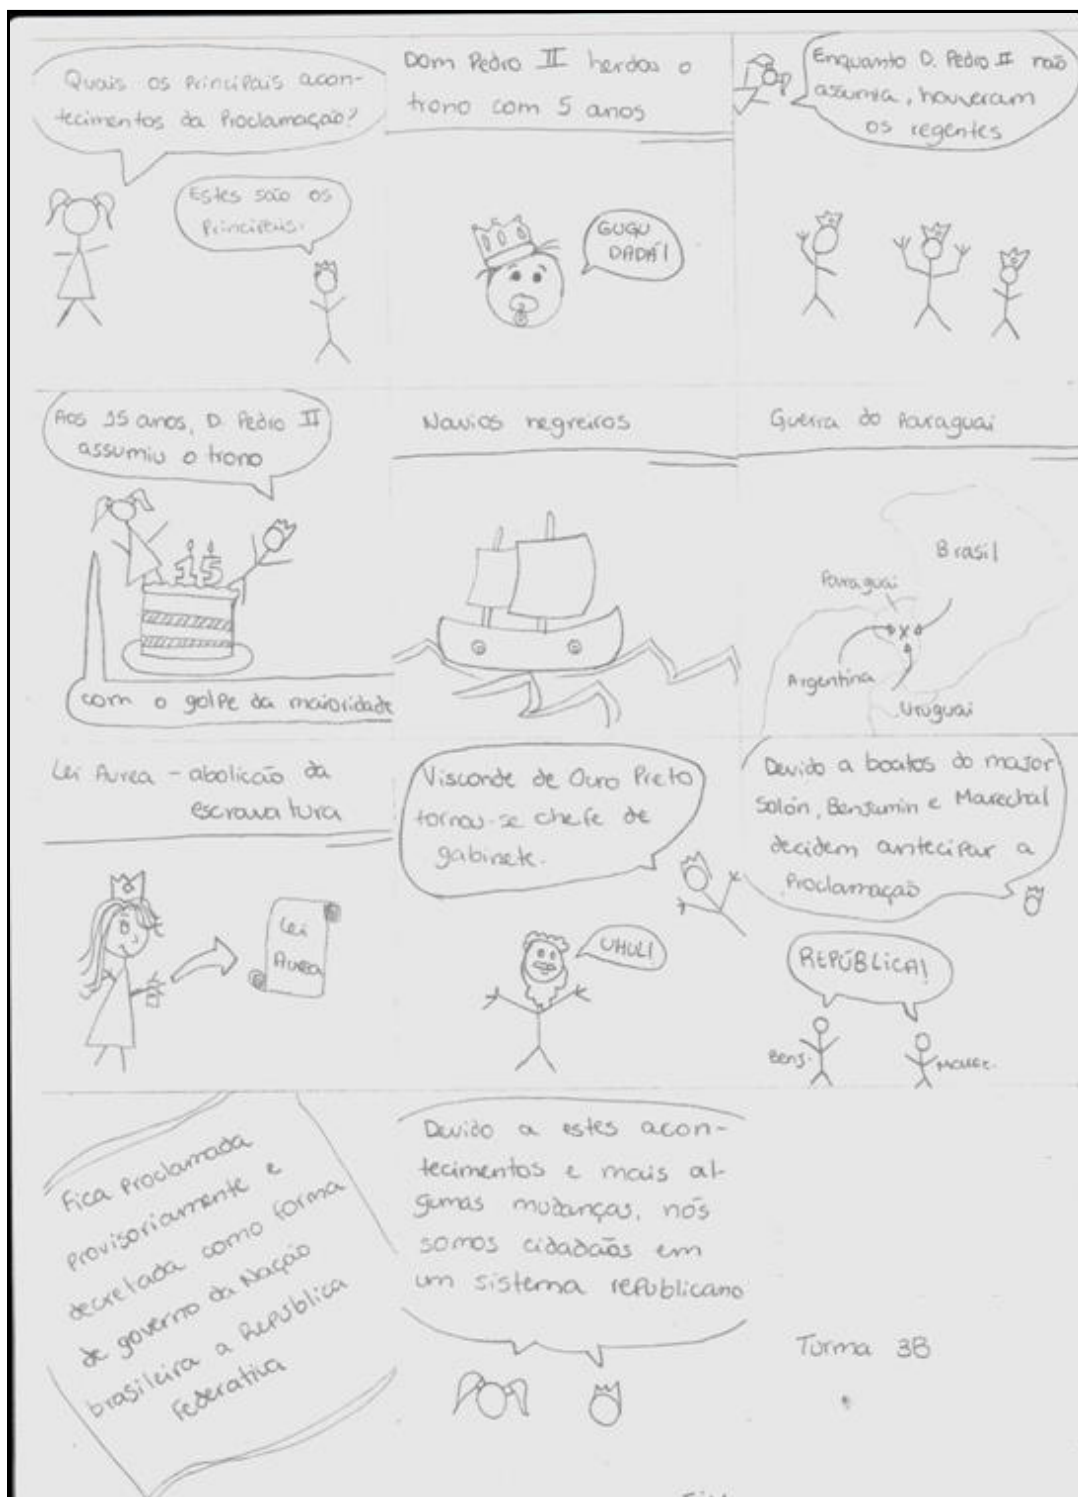 Quais os Principais acon-
tecimentos da Proclamação?
Estes são os
Principais.
Dom Pedro II herdou o
trono com 5 anos
GUGU
DADÁ!
Enquanto D. Pedro II não
assumia, houveram
os regentes
Aos 15 anos, D. Pedro II
assumiu o trono
15
com o golpe da maioridade
Navios negreiros
Guerra do Paraguai
Brasil
Paraguai
X
Argentina
Uruguai
Lei Aurea - abolicão da
escravatura
Lei
Aurea
Visconde de Ouro Preto
tornou-se chefe de
gabinete.
UHUL!
Devido a boatos do major
Solón, Benjamin e Marechal
decidem antecipar a
Proclamação
REPÚBLICA!
Benj.
Marec.
Fica Proclamada
Provisoriamente e
decretada como forma
de governo da Nação
brasileira a República
Federativa
Devido a estes acon-
tecimentos e mais al-
gumas mudanças, nós
somos cidadãos em
um sistema republicano
Turma 3B